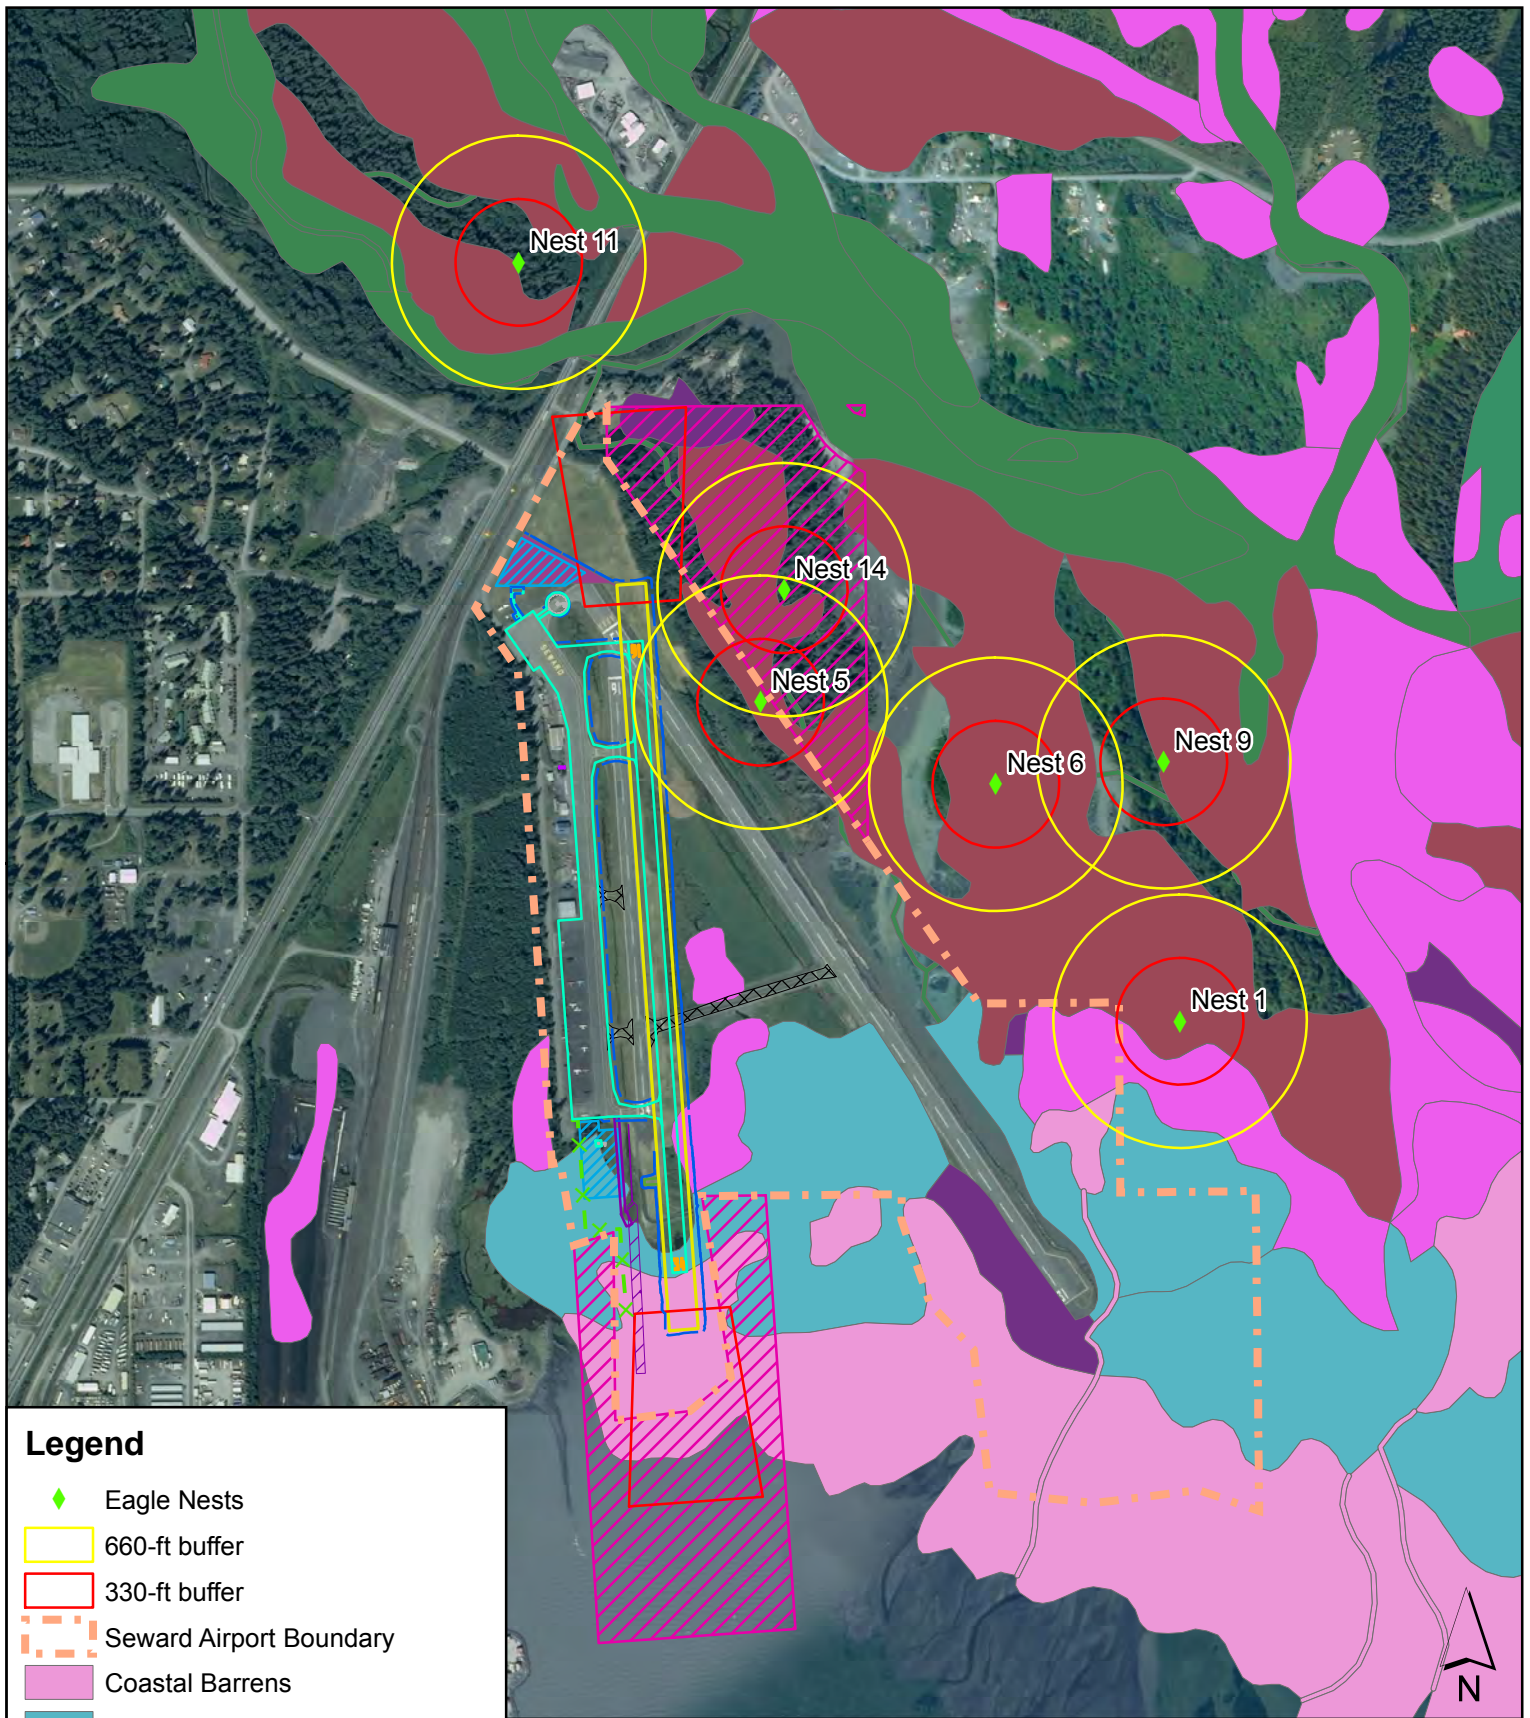 Nest 11
Nest 14
Nest 5
Nest 6
Nest 9
Nest 1
Legend
Eagle Nests
660-ft buffer
330-ft buffer
Seward Airport Boundary
Coastal Barrens
N